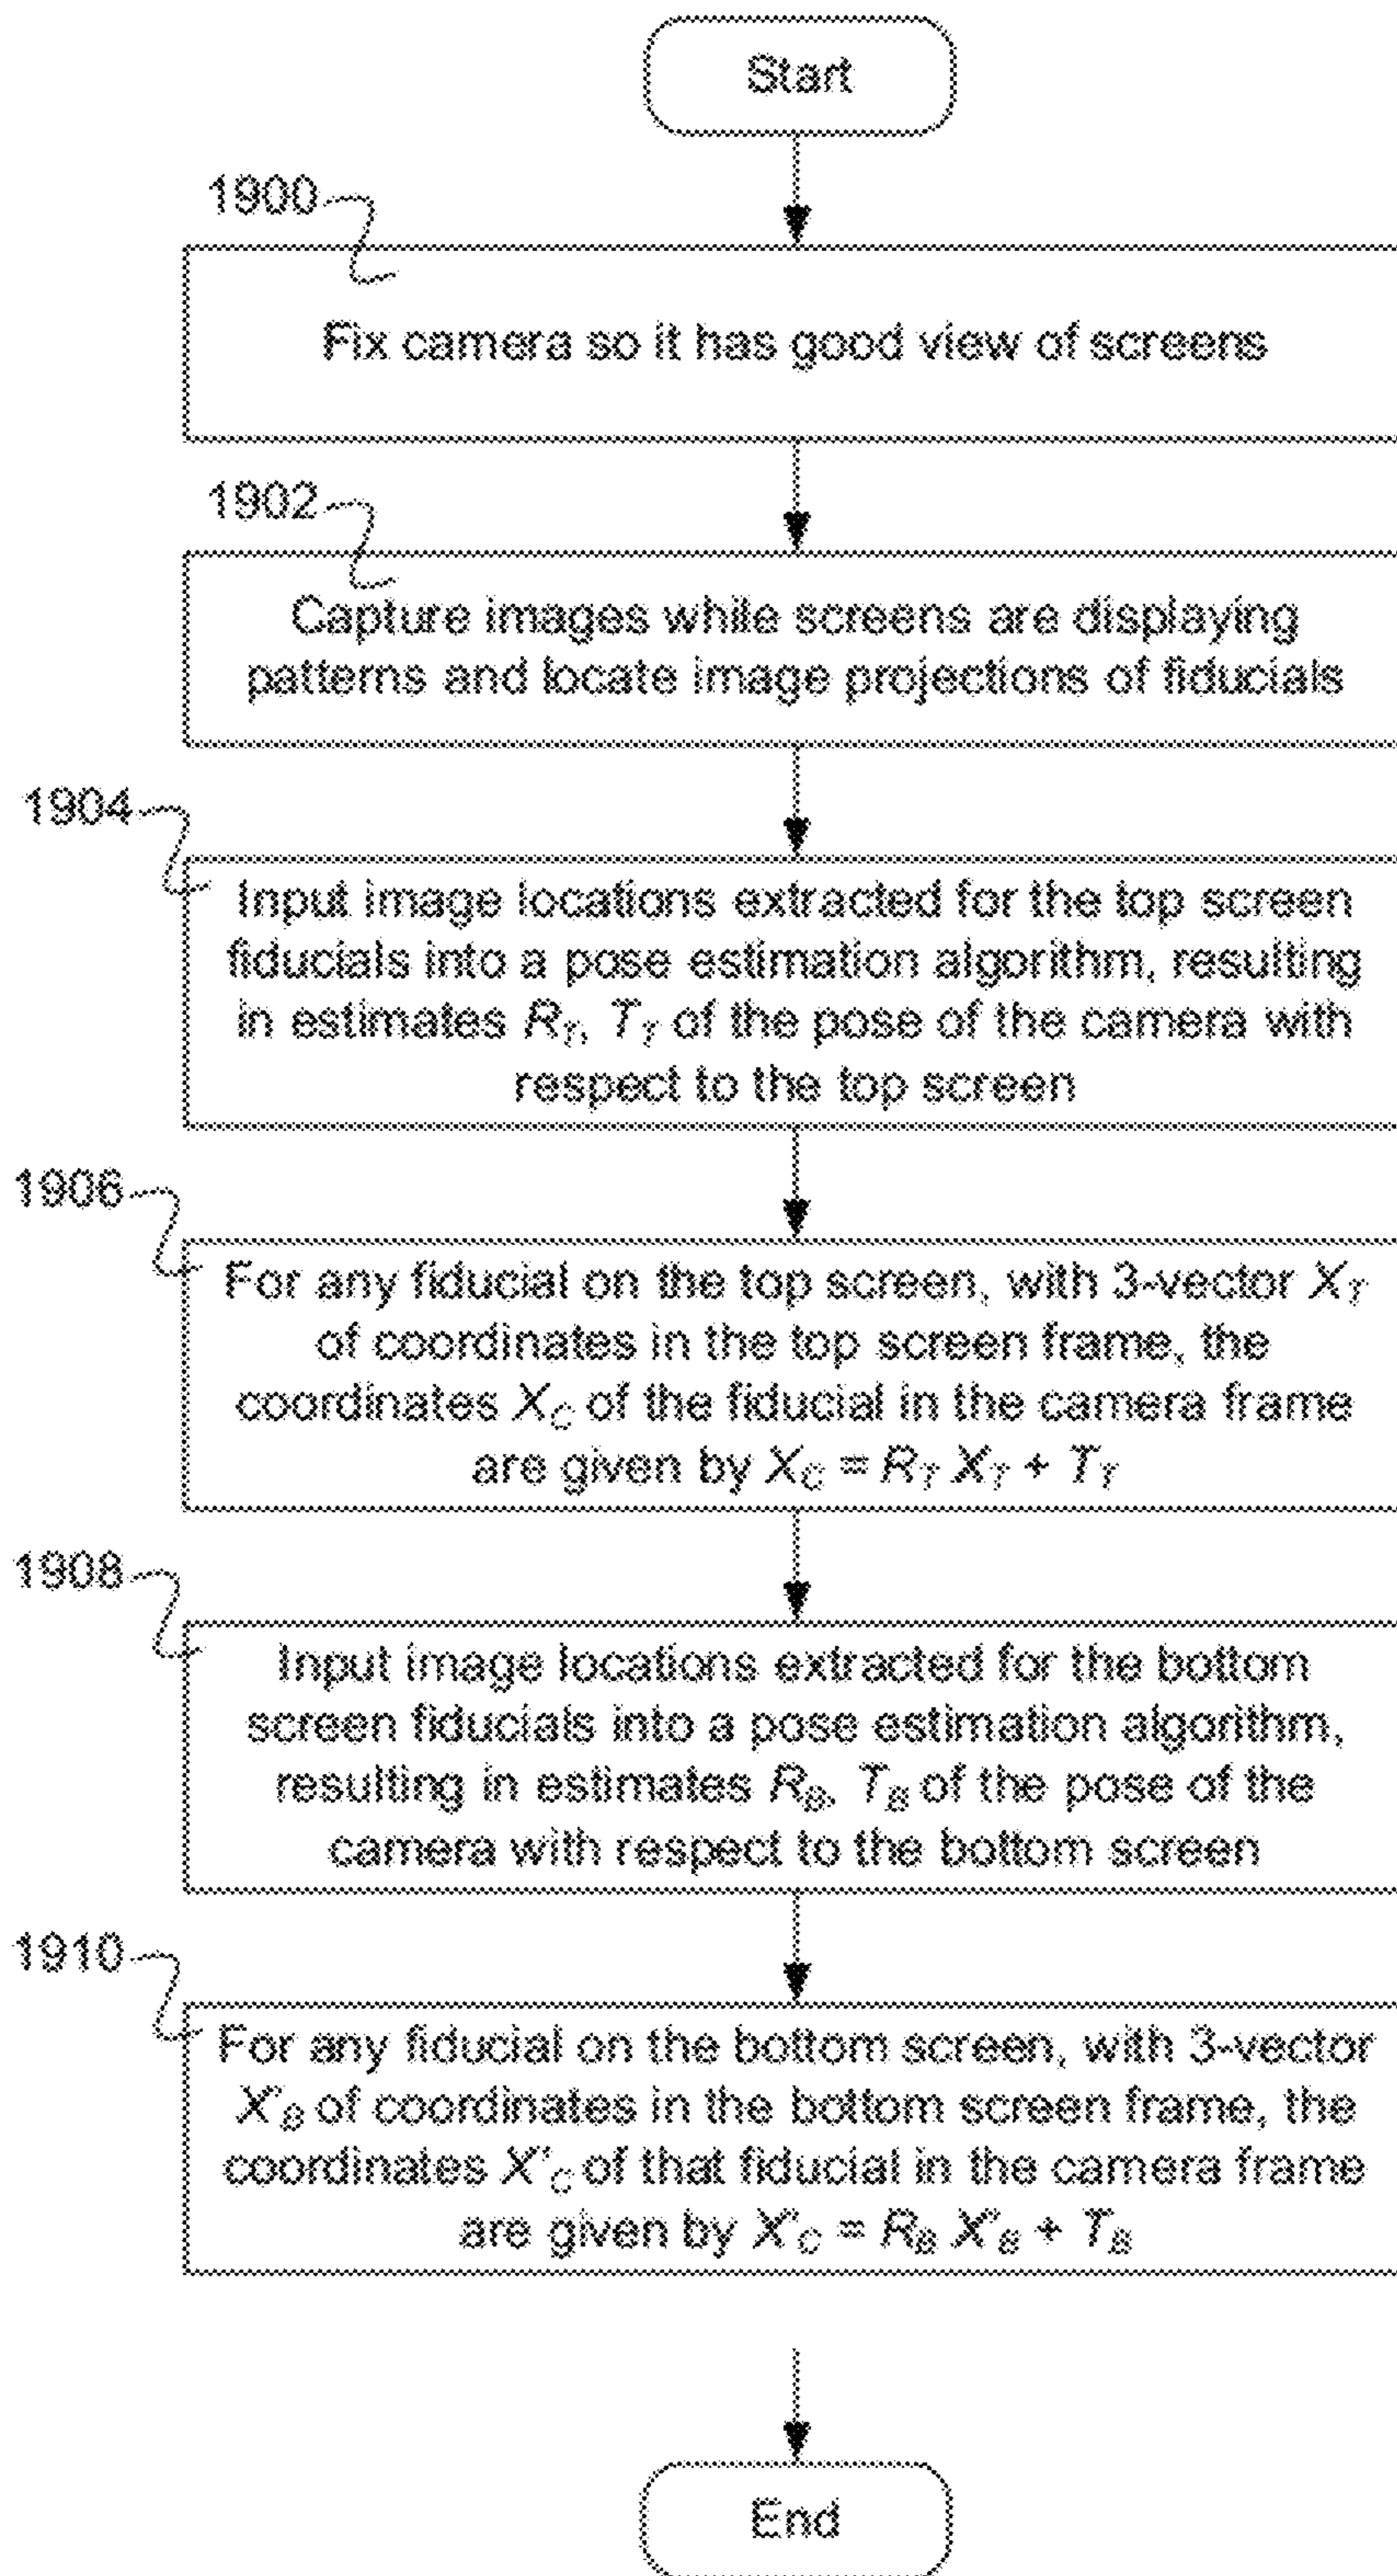 Start
1900
Fix camera so it has good view of screens
1902
Capture images while screens are displaying
patterns and locate image projections of fiducials
1904
Input image locations extracted for the top screen
fiducials into a pose estimation algorithm, resulting
in estimates R_T, T_T of the pose of the camera with
respect to the top screen
1906
For any fiducial on the top screen, with 3-vector X_T
of coordinates in the top screen frame, the
coordinates X_C of the fiducial in the camera frame
are given by X_C = R_T X_T + T_T
1908
Input image locations extracted for the bottom
screen fiducials into a pose estimation algorithm,
resulting in estimates R_B, T_B of the pose of the
camera with respect to the bottom screen
1910
For any fiducial on the bottom screen, with 3-vector
X'_B of coordinates in the bottom screen frame, the
coordinates X'_C of that fiducial in the camera frame
are given by X'_C = R_B X'_B + T_B
End